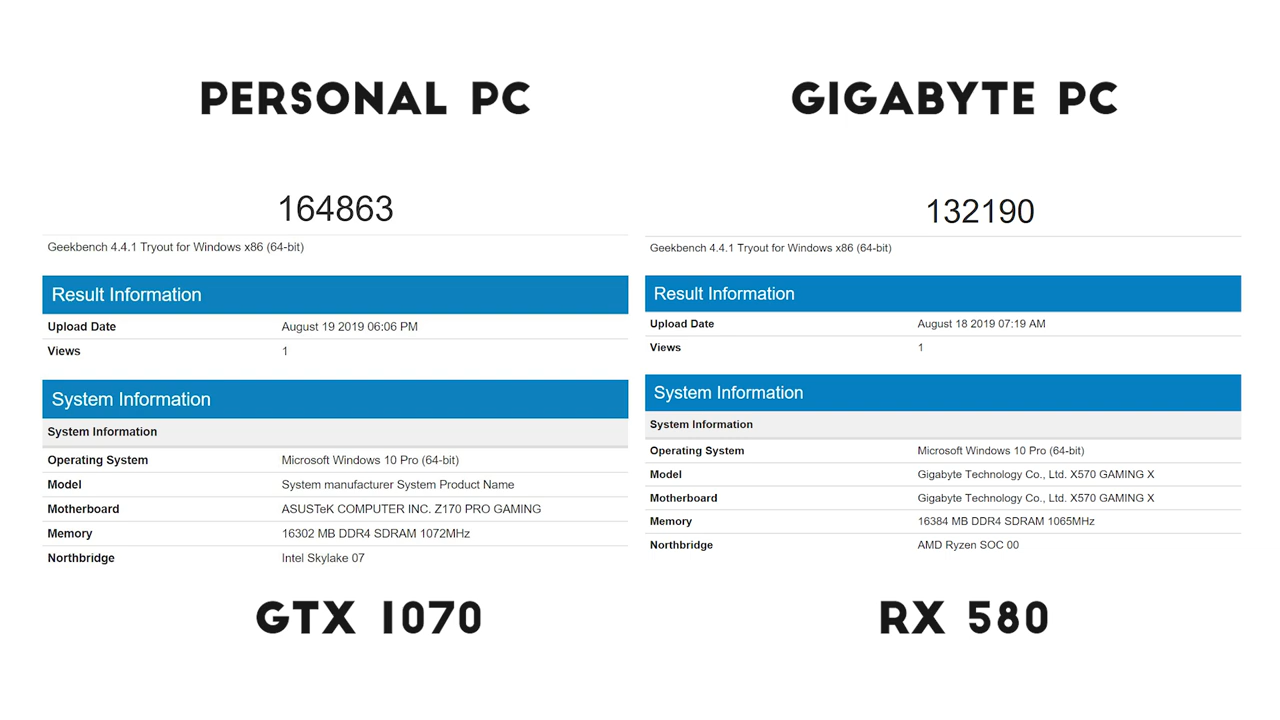 PERSONAL PC
164863
Geekbench 4.4.1 Tryout for Windows x86 (64-bit)
Result Information
Upload Date August 19 2019 06:06 PM
Views 1
System Information
System Information
Operating System Microsoft Windows 10 Pro (64-bit)
Model System manufacturer System Product Name
Motherboard ASUSTeK COMPUTER INC. Z170 PRO GAMING
Memory 16302 MB DDR4 SDRAM 1072MHz
Northbridge Intel Skylake 07
GTX 1070
GIGABYTE PC
132190
Geekbench 4.4.1 Tryout for Windows x86 (64-bit)
Result Information
Upload Date August 18 2019 07:19 AM
Views 1
System Information
System Information
Operating System Microsoft Windows 10 Pro (64-bit)
Model Gigabyte Technology Co., Ltd. X570 GAMING X
Motherboard Gigabyte Technology Co., Ltd. X570 GAMING X
Memory 16384 MB DDR4 SDRAM 1065MHz
Northbridge AMD Ryzen SOC 00
RX 580